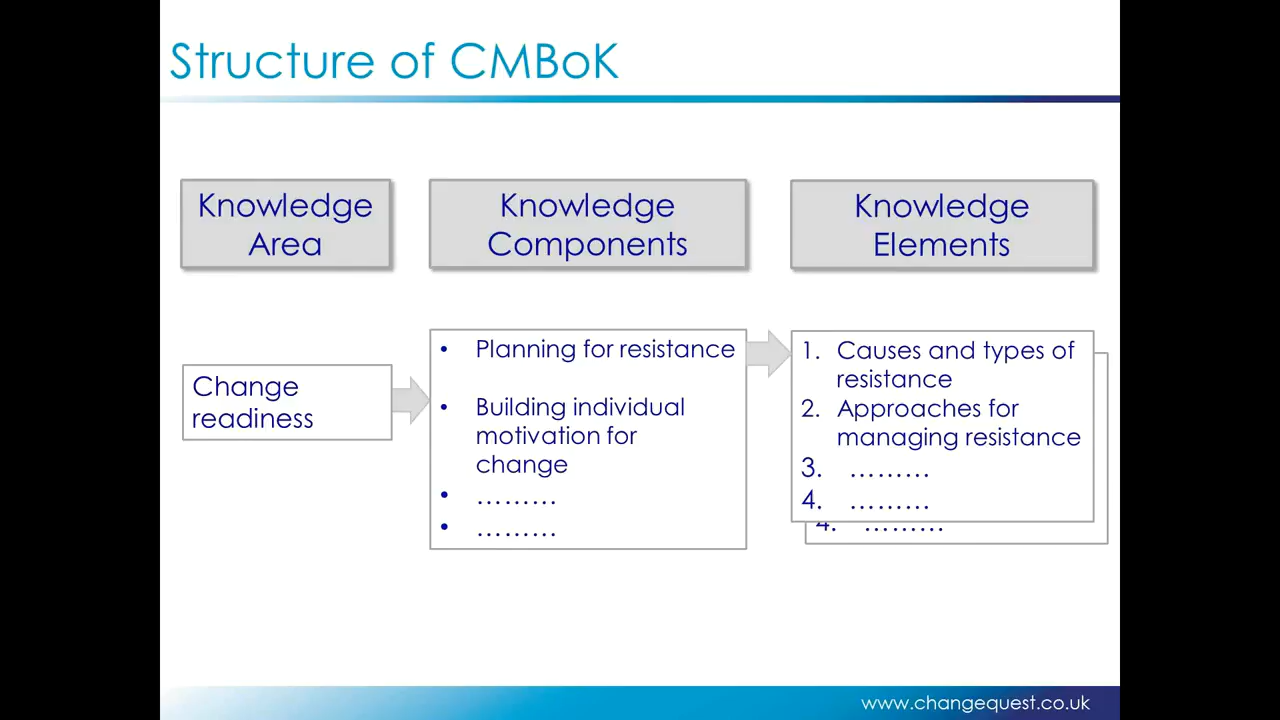 Structure of CMBoK
Knowledge
Area
Knowledge
Components
Knowledge
Elements
Change
readiness
• Planning for resistance
• Building individual
motivation for
change
• ………
• ………
1. Causes and types of
resistance
2. Approaches for
managing resistance
3. ………
4. ………
4. ………
www.changequest.co.uk